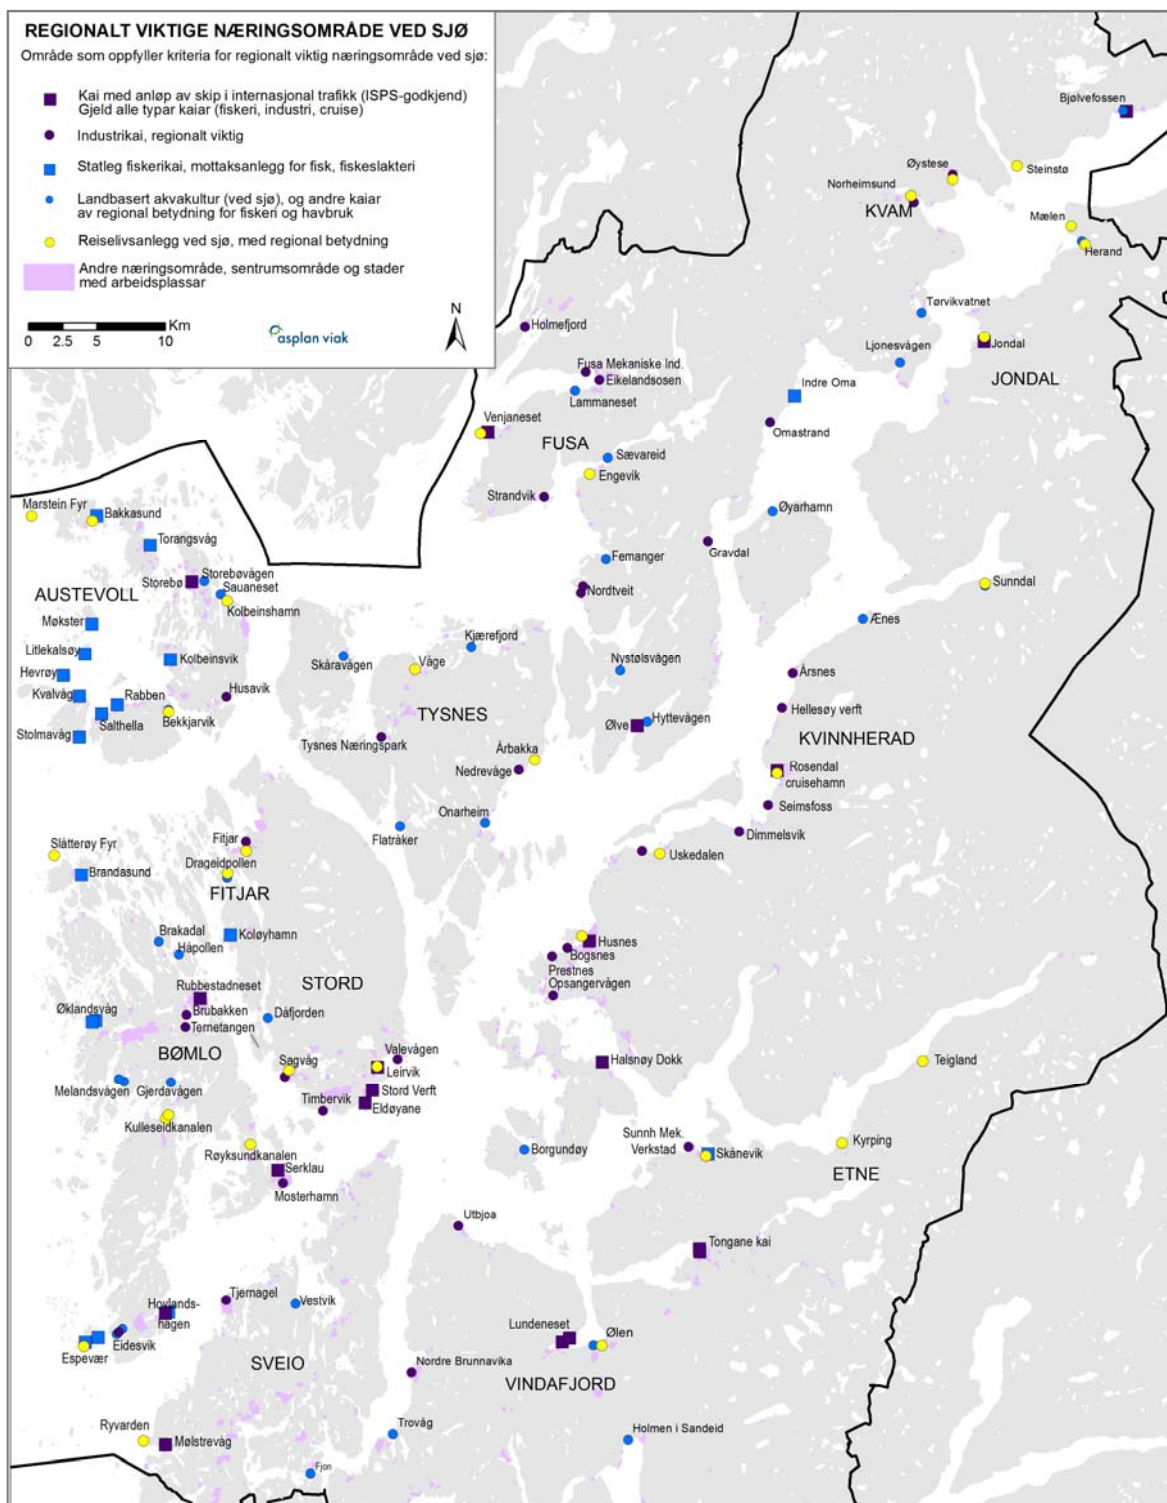 REGIONALT VIKTIGE NÆRINGSOMRÅDE VED SJØ
Område som oppfyller kriteria for regionalt viktig næringsområde ved sjø:
Kai med anløp av skip i internasjonal trafikk (ISPS-godkjend)
Gjeld alle typar kaiar (fiskeri, industri, cruise)
Industrikai, regionalt viktig
Statleg fiskerikai, mottaksanlegg for fisk, fiskeslakteri
Landbasert akvakultur (ved sjø), og andre kaiar
av regional betydning for fiskeri og havbruk
Reiselivsanlegg ved sjø, med regional betydning
Andre næringsområde, sentrumsområde og stader
med arbeidsplassar
0 2.5 5 10 Km
asplan viak
N
Bjølvefossen
Øystese
Steinstø
Norheimsund
KVAM
Mælen
Herand
Tørvikvatnet
Holmefjord
Jondal
Ljonesvågen
Fusa Mekaniske Ind.
Eikelandsosen
JONDAL
Indre Oma
Lammaneset
Venjaneset
Omastrand
FUSA
Sævareid
Engevik
Strandvik
Marstein Fyr
Bakkasund
Øyarhamn
Torangsvåg
Gravdal
Femanger
Storebøvågen
Storebø
Sauaneset
Sunndal
Nordtveit
AUSTEVOLL
Kolbeinshamn
Møkster
Ænes
Kjærefjord
Litlekalsøy
Kolbeinsvik
Skåravågen
Våge
Nystølsvågen
Hevrøy
Årsnes
Kvalvåg
Rabben
Husavik
Hellesøy verft
Salthella
Bekkjarvik
TYSNES
Ølve
Hyttevågen
Stolmavåg
Tysnes Næringspark
KVINNHERAD
Årbakka
Nedrevåge
Rosendal
cruisehamn
Seimsfoss
Onarheim
Flatråker
Dimmelsvik
Fitjar
Slåtterøy Fyr
Uskedalen
Drageidpollen
Brandasund
FITJAR
Koløyhamn
Brakadal
Husnes
Håpollen
Bogsnes
Prestnes
Opsangervågen
STORD
Rubbestadneset
Brubakken
Øklandsvåg
Dåfjorden
Ternetangen
BØMLO
Valevågen
Halsnøy Dokk
Teigland
Sagvåg
Leirvik
Melandsvågen
Gjerdavågen
Stord Verft
Timbervik
Eldøyane
Kulleseidkanalen
Sunnh Mek.
Verkstad
Kyrping
Røyksundkanalen
Borgundøy
Skånevik
Serklau
ETNE
Mosterhamn
Utbjoa
Tongane kai
Tjernagel
Vestvik
Hovlands-
hagen
Lundeneset
Ølen
Eidesvik
Espevær
SVEIO
Nordre Brunnavika
VINDAFJORD
Ryvarden
Mølstrevåg
Trovåg
Holmen i Sandeid
Fjon